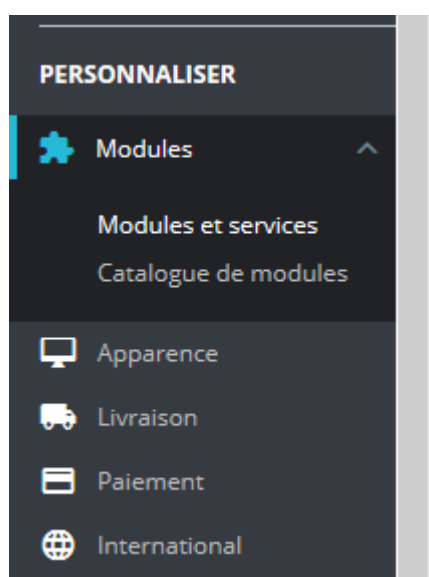 PERSONNALISER
Modules
Modules et services
Catalogue de modules
Apparence
Livraison
Paiement
International